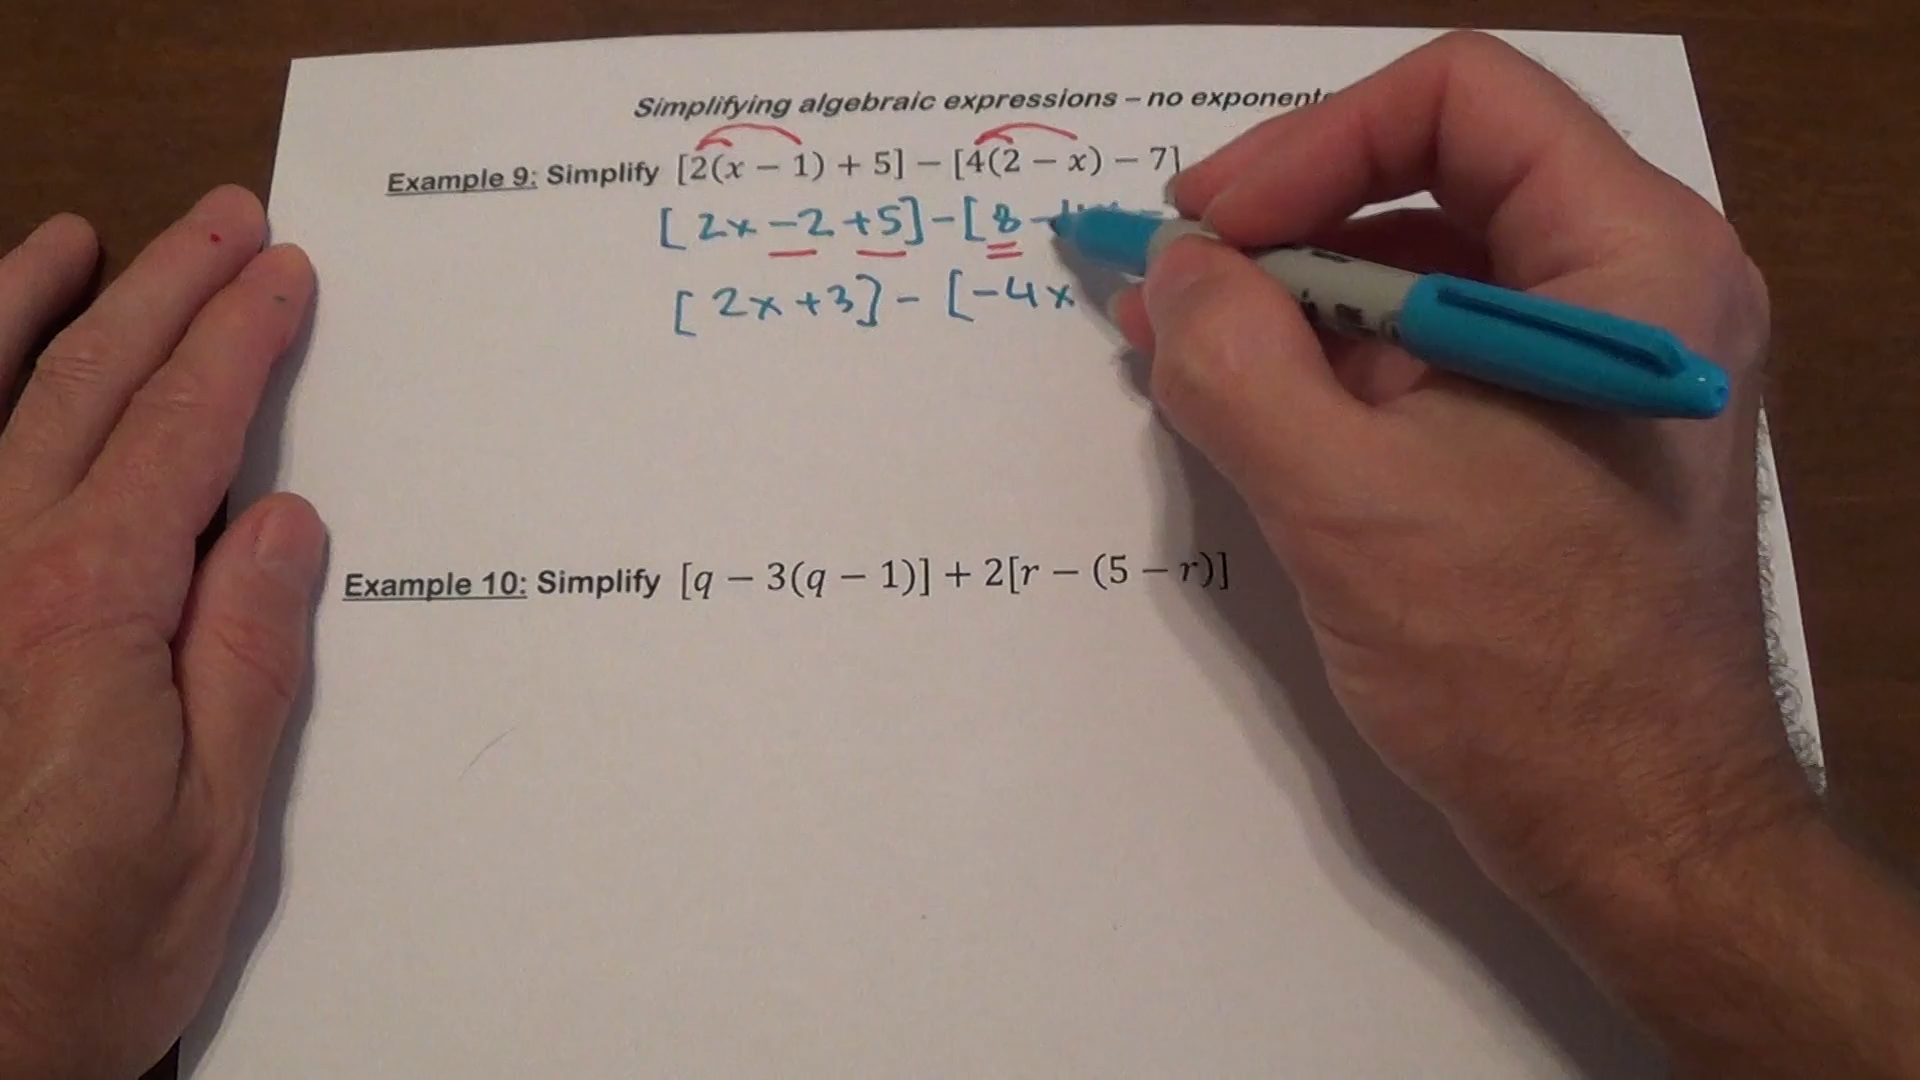 Simplifying algebraic expressions – no exponents
Example 9: Simplify [2(x − 1) + 5] − [4(2 − x) − 7]
[2x −2 +5] − [8 −
[2x +3] − [−4x
Example 10: Simplify [q − 3(q − 1)] + 2[r − (5 − r)]